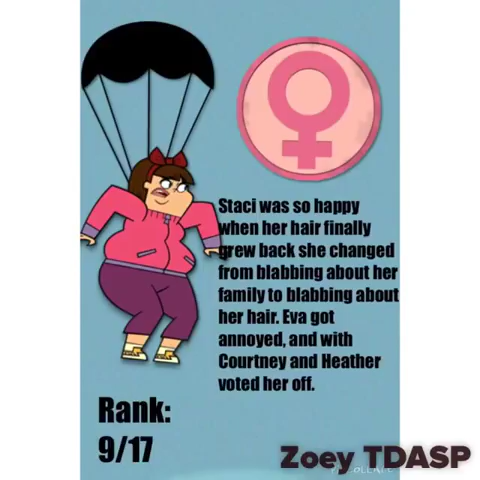 Staci was so happy
when her hair finally
grew back she changed
from blabbing about her
family to blabbing about
her hair. Eva got
annoyed, and with
Courtney and Heather
voted her off.
Rank:
9/17
Zoey TDASP